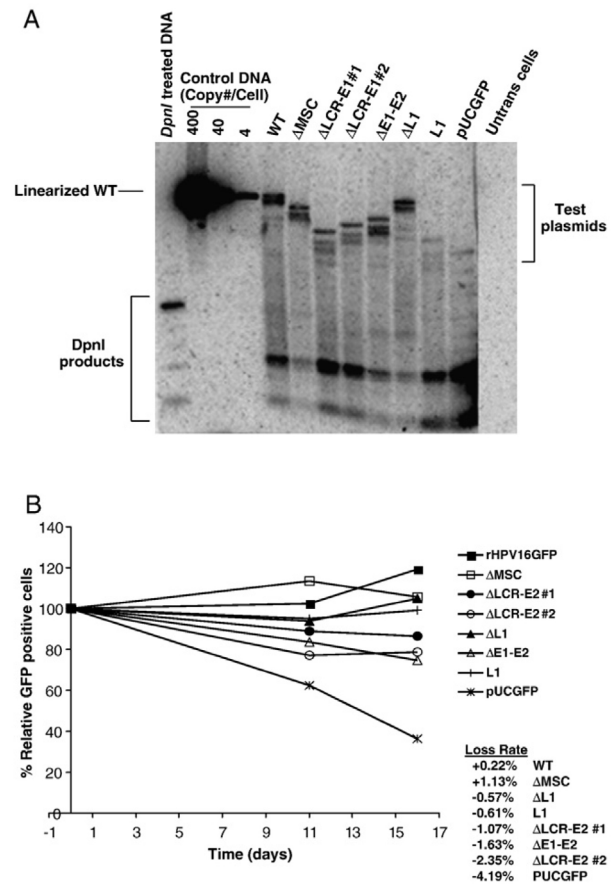 A
DpnI treated DNA
Control DNA
(Copy#/Cell)
400
40
4
WT
ΔMSC
ΔLCR-E1#1
ΔLCR-E1#2
ΔE1-E2
ΔL1
L1
pUCGFP
Untrans cells
Linearized WT
Test
plasmids
DpnI
products
B
% Relative GFP positive cells
140
120
100
80
60
40
20
0
-1 1 3 5 7 9 11 13 15 17
Time (days)
rHPV16GFP
ΔMSC
ΔLCR-E2 #1
ΔLCR-E2 #2
ΔL1
ΔE1-E2
L1
pUCGFP
Loss Rate
+0.22% WT
+1.13% ΔMSC
-0.57% ΔL1
-0.61% L1
-1.07% ΔLCR-E2 #1
-1.63% ΔE1-E2
-2.35% ΔLCR-E2 #2
-4.19% PUCGFP